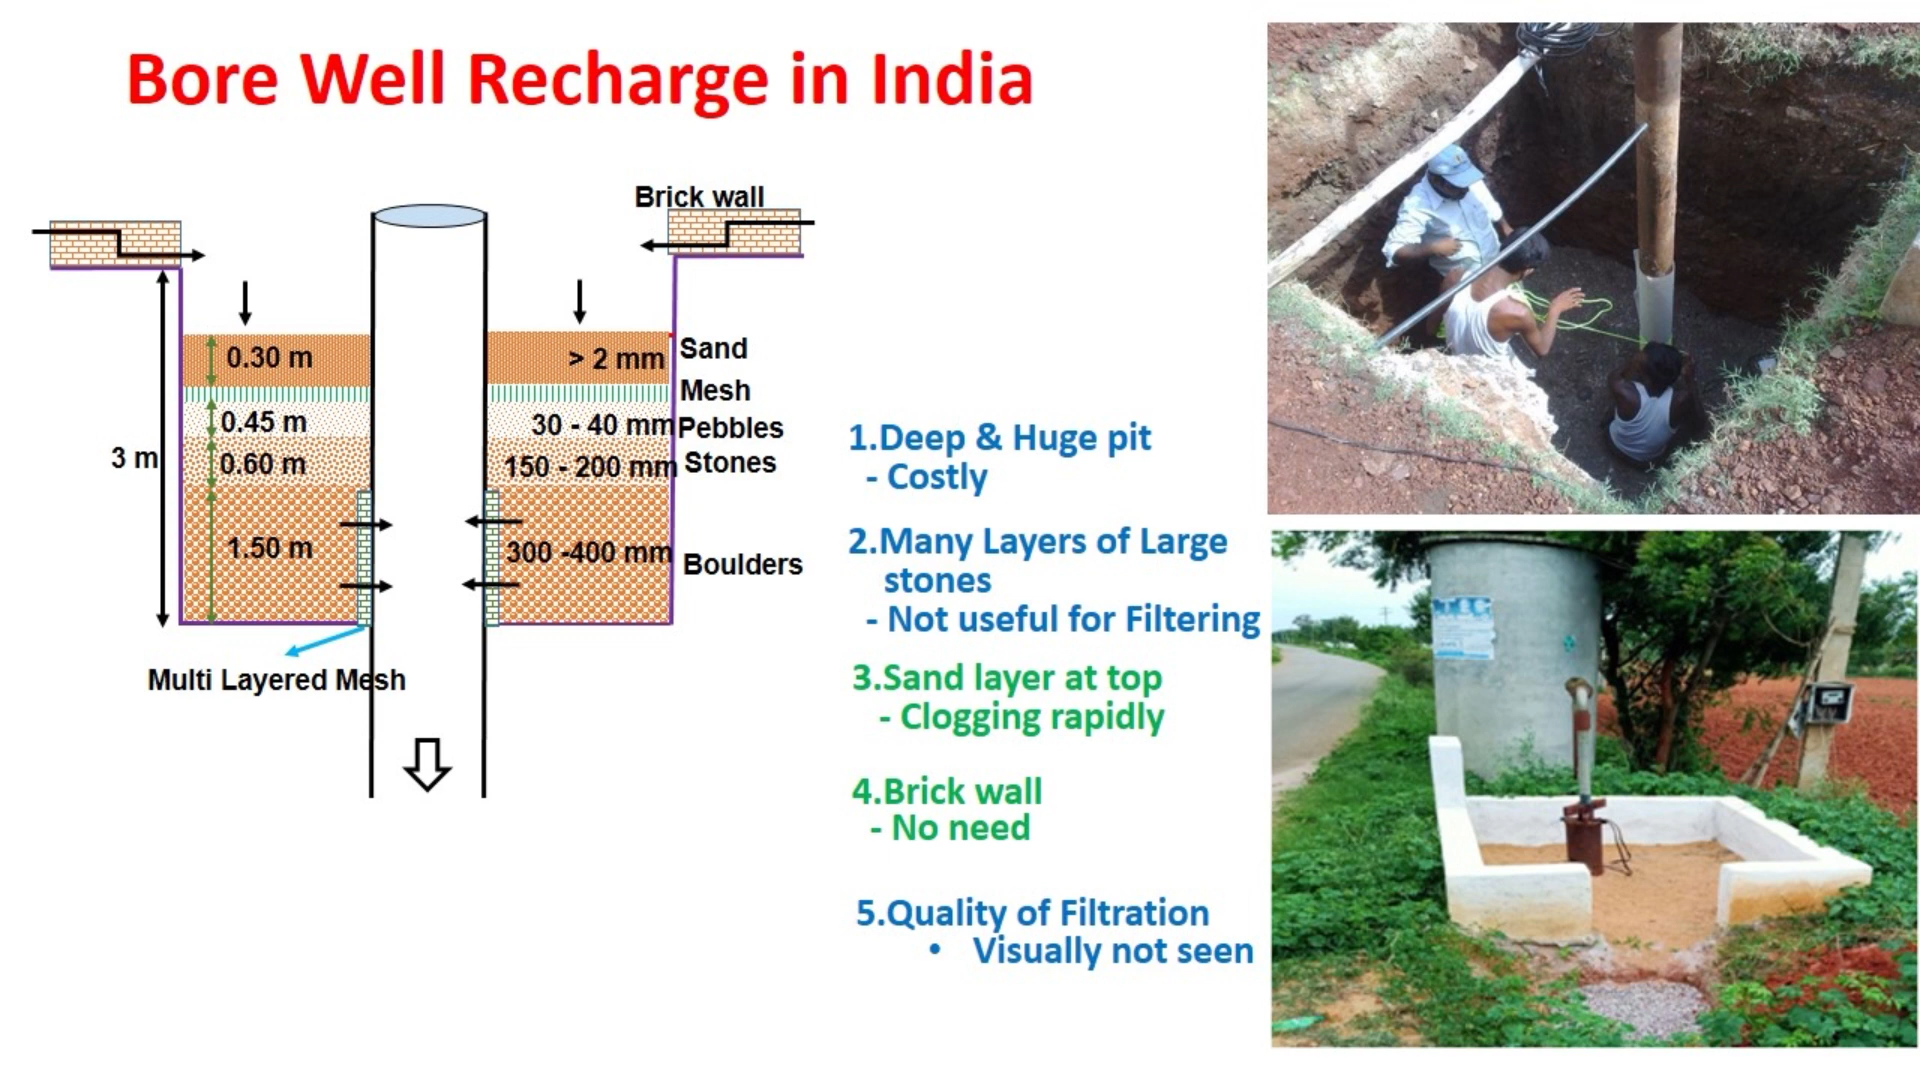 Bore Well Recharge in India
Brick wall
0.30 m
> 2 mm
Sand
Mesh
0.45 m
30 - 40 mm
Pebbles
3 m
0.60 m
150 - 200 mm
Stones
1.50 m
300 -400 mm
Boulders
Multi Layered Mesh
1.Deep & Huge pit
- Costly
2.Many Layers of Large
stones
- Not useful for Filtering
3.Sand layer at top
- Clogging rapidly
4.Brick wall
- No need
5.Quality of Filtration
• Visually not seen